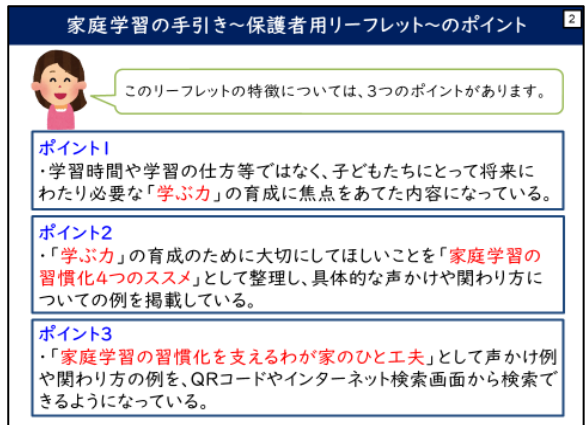 家庭学習の手引き~保護者用リーフレット~のポイント
2
このリーフレットの特徴については、3つのポイントがあります。
ポイント1
・学習時間や学習の仕方等ではなく、子どもたちにとって将来に
わたり必要な「学ぶ力」の育成に焦点をあてた内容になっている。
ポイント2
・「学ぶ力」の育成のために大切にしてほしいことを「家庭学習の
習慣化4つのススメ」として整理し、具体的な声かけや関わり方に
ついての例を掲載している。
ポイント3
・「家庭学習の習慣化を支えるわが家のひと工夫」として声かけ例
や関わり方の例を、QRコードやインターネット検索画面から検索で
きるようになっている。